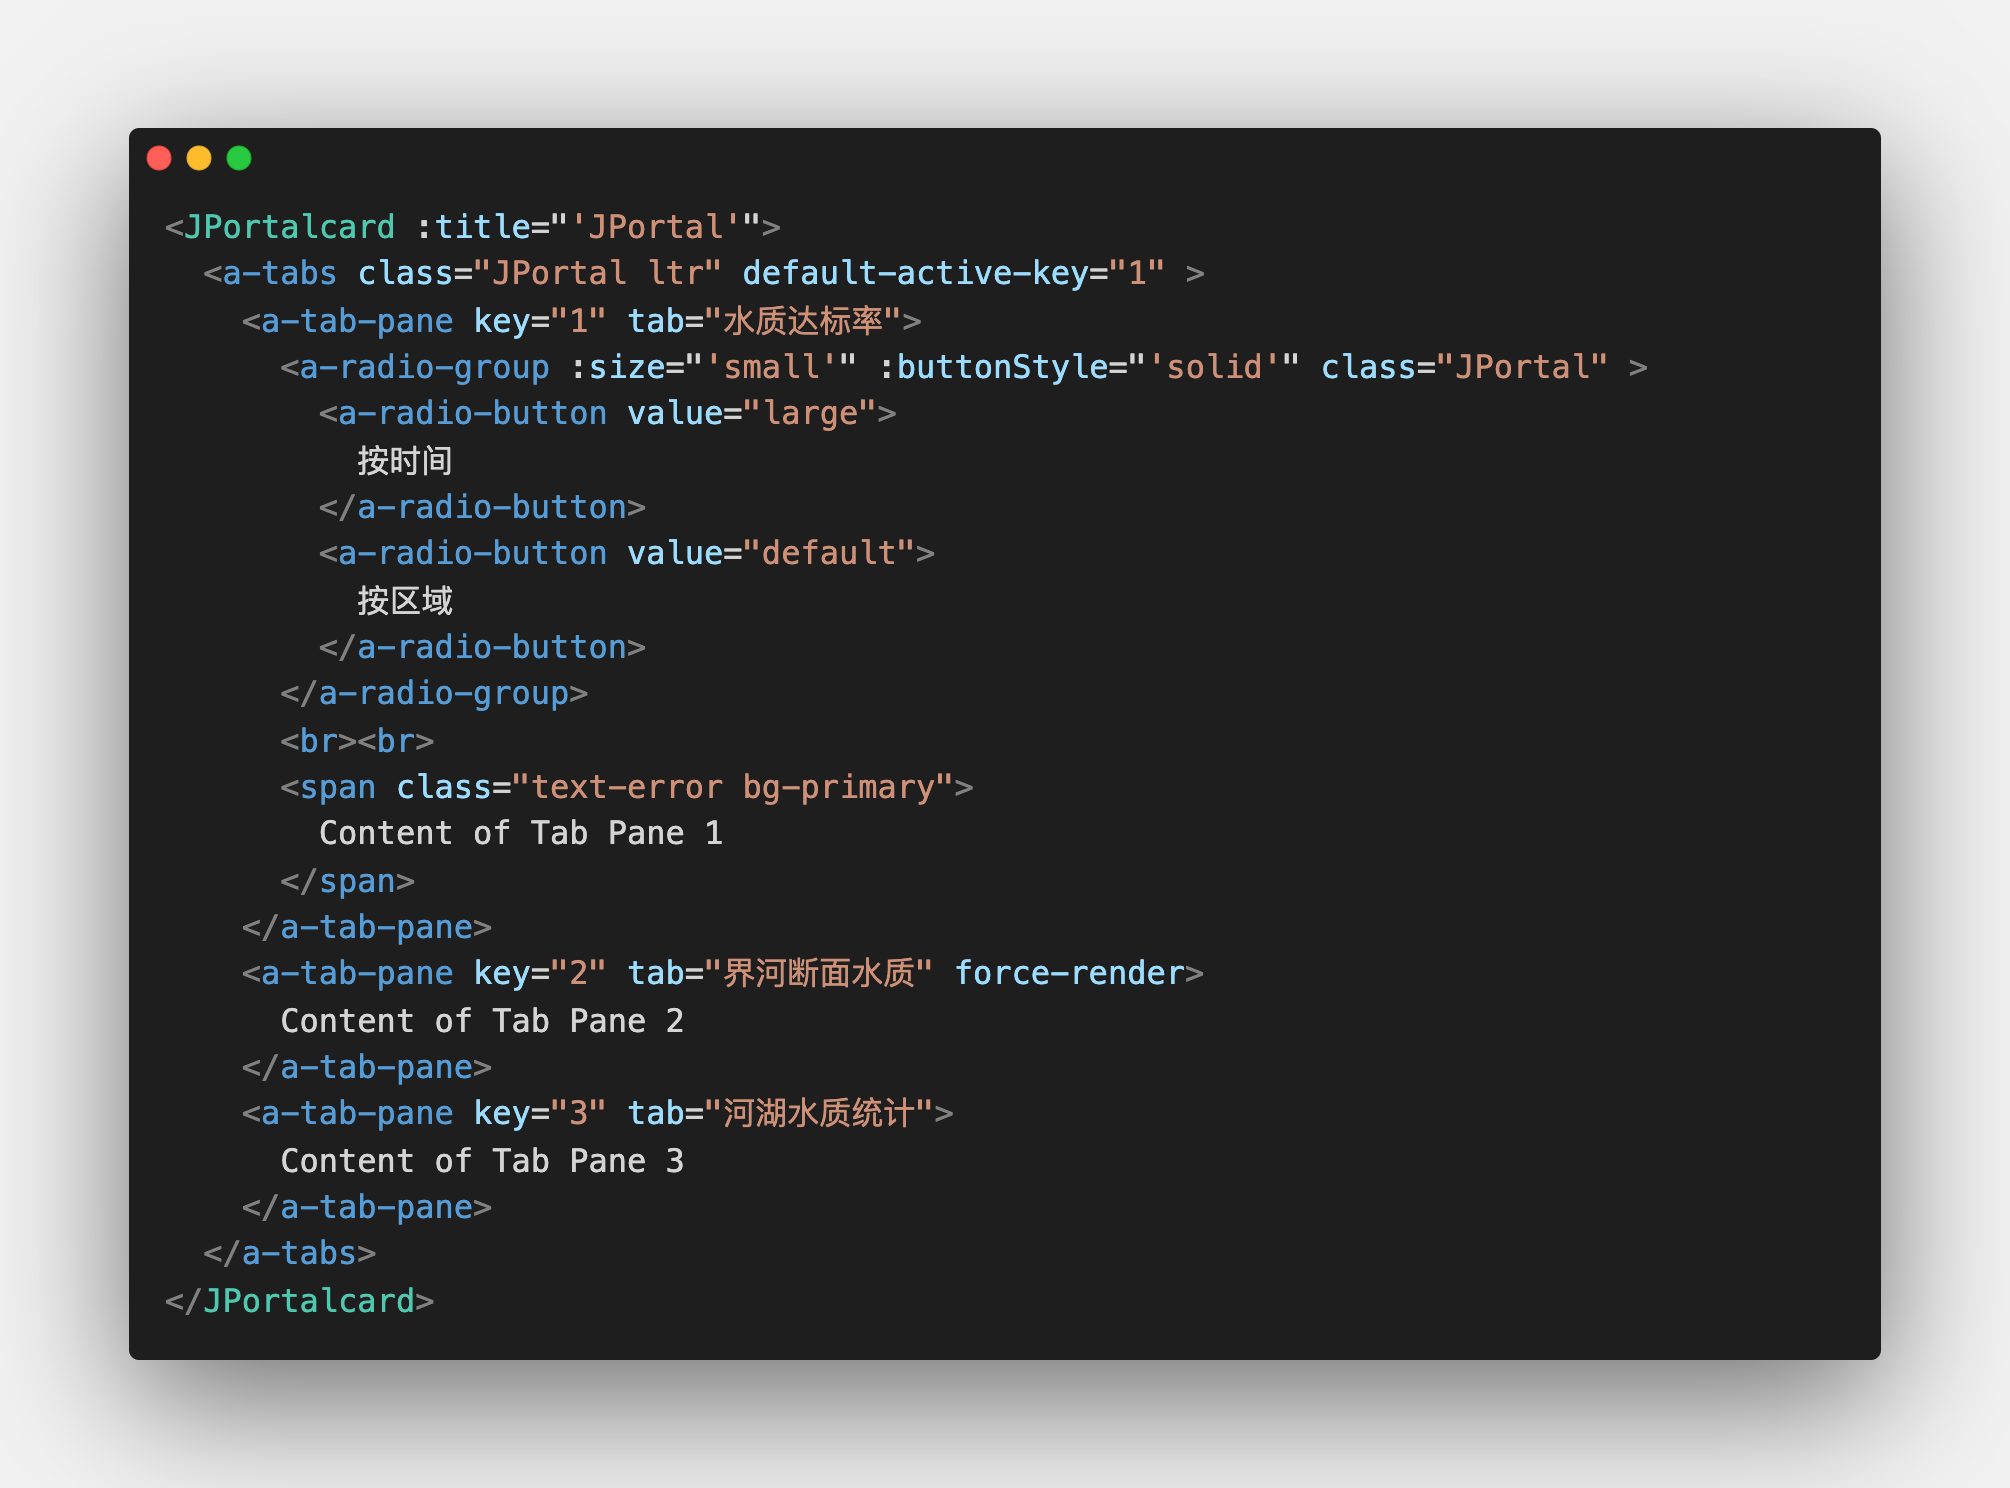 <JPortalcard :title="'JPortal'">
  <a-tabs class="JPortal ltr" default-active-key="1" >
    <a-tab-pane key="1" tab="水质达标率">
      <a-radio-group :size="'small'" :buttonStyle="'solid'" class="JPortal" >
        <a-radio-button value="large">
          按时间
        </a-radio-button>
        <a-radio-button value="default">
          按区域
        </a-radio-button>
      </a-radio-group>
      <br><br>
      <span class="text-error bg-primary">
        Content of Tab Pane 1
      </span>
    </a-tab-pane>
    <a-tab-pane key="2" tab="界河断面水质" force-render>
      Content of Tab Pane 2
    </a-tab-pane>
    <a-tab-pane key="3" tab="河湖水质统计">
      Content of Tab Pane 3
    </a-tab-pane>
  </a-tabs>
</JPortalcard>